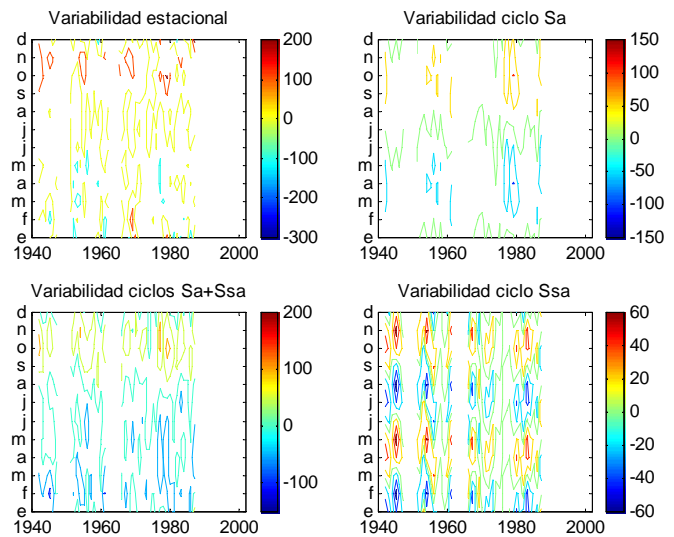 Variabilidad estacional
d
n
o
s
a
j
j
m
a
m
f
e
1940 1960 1980 2000
200
100
0
-100
-200
-300
Variabilidad ciclo Sa
d
n
o
s
a
j
j
m
a
m
f
e
1940 1960 1980 2000
150
100
50
0
-50
-100
-150
Variabilidad ciclos Sa+Ssa
d
n
o
s
a
j
j
m
a
m
f
e
1940 1960 1980 2000
200
100
0
-100
Variabilidad ciclo Ssa
d
n
o
s
a
j
j
m
a
m
f
e
1940 1960 1980 2000
60
40
20
0
-20
-40
-60